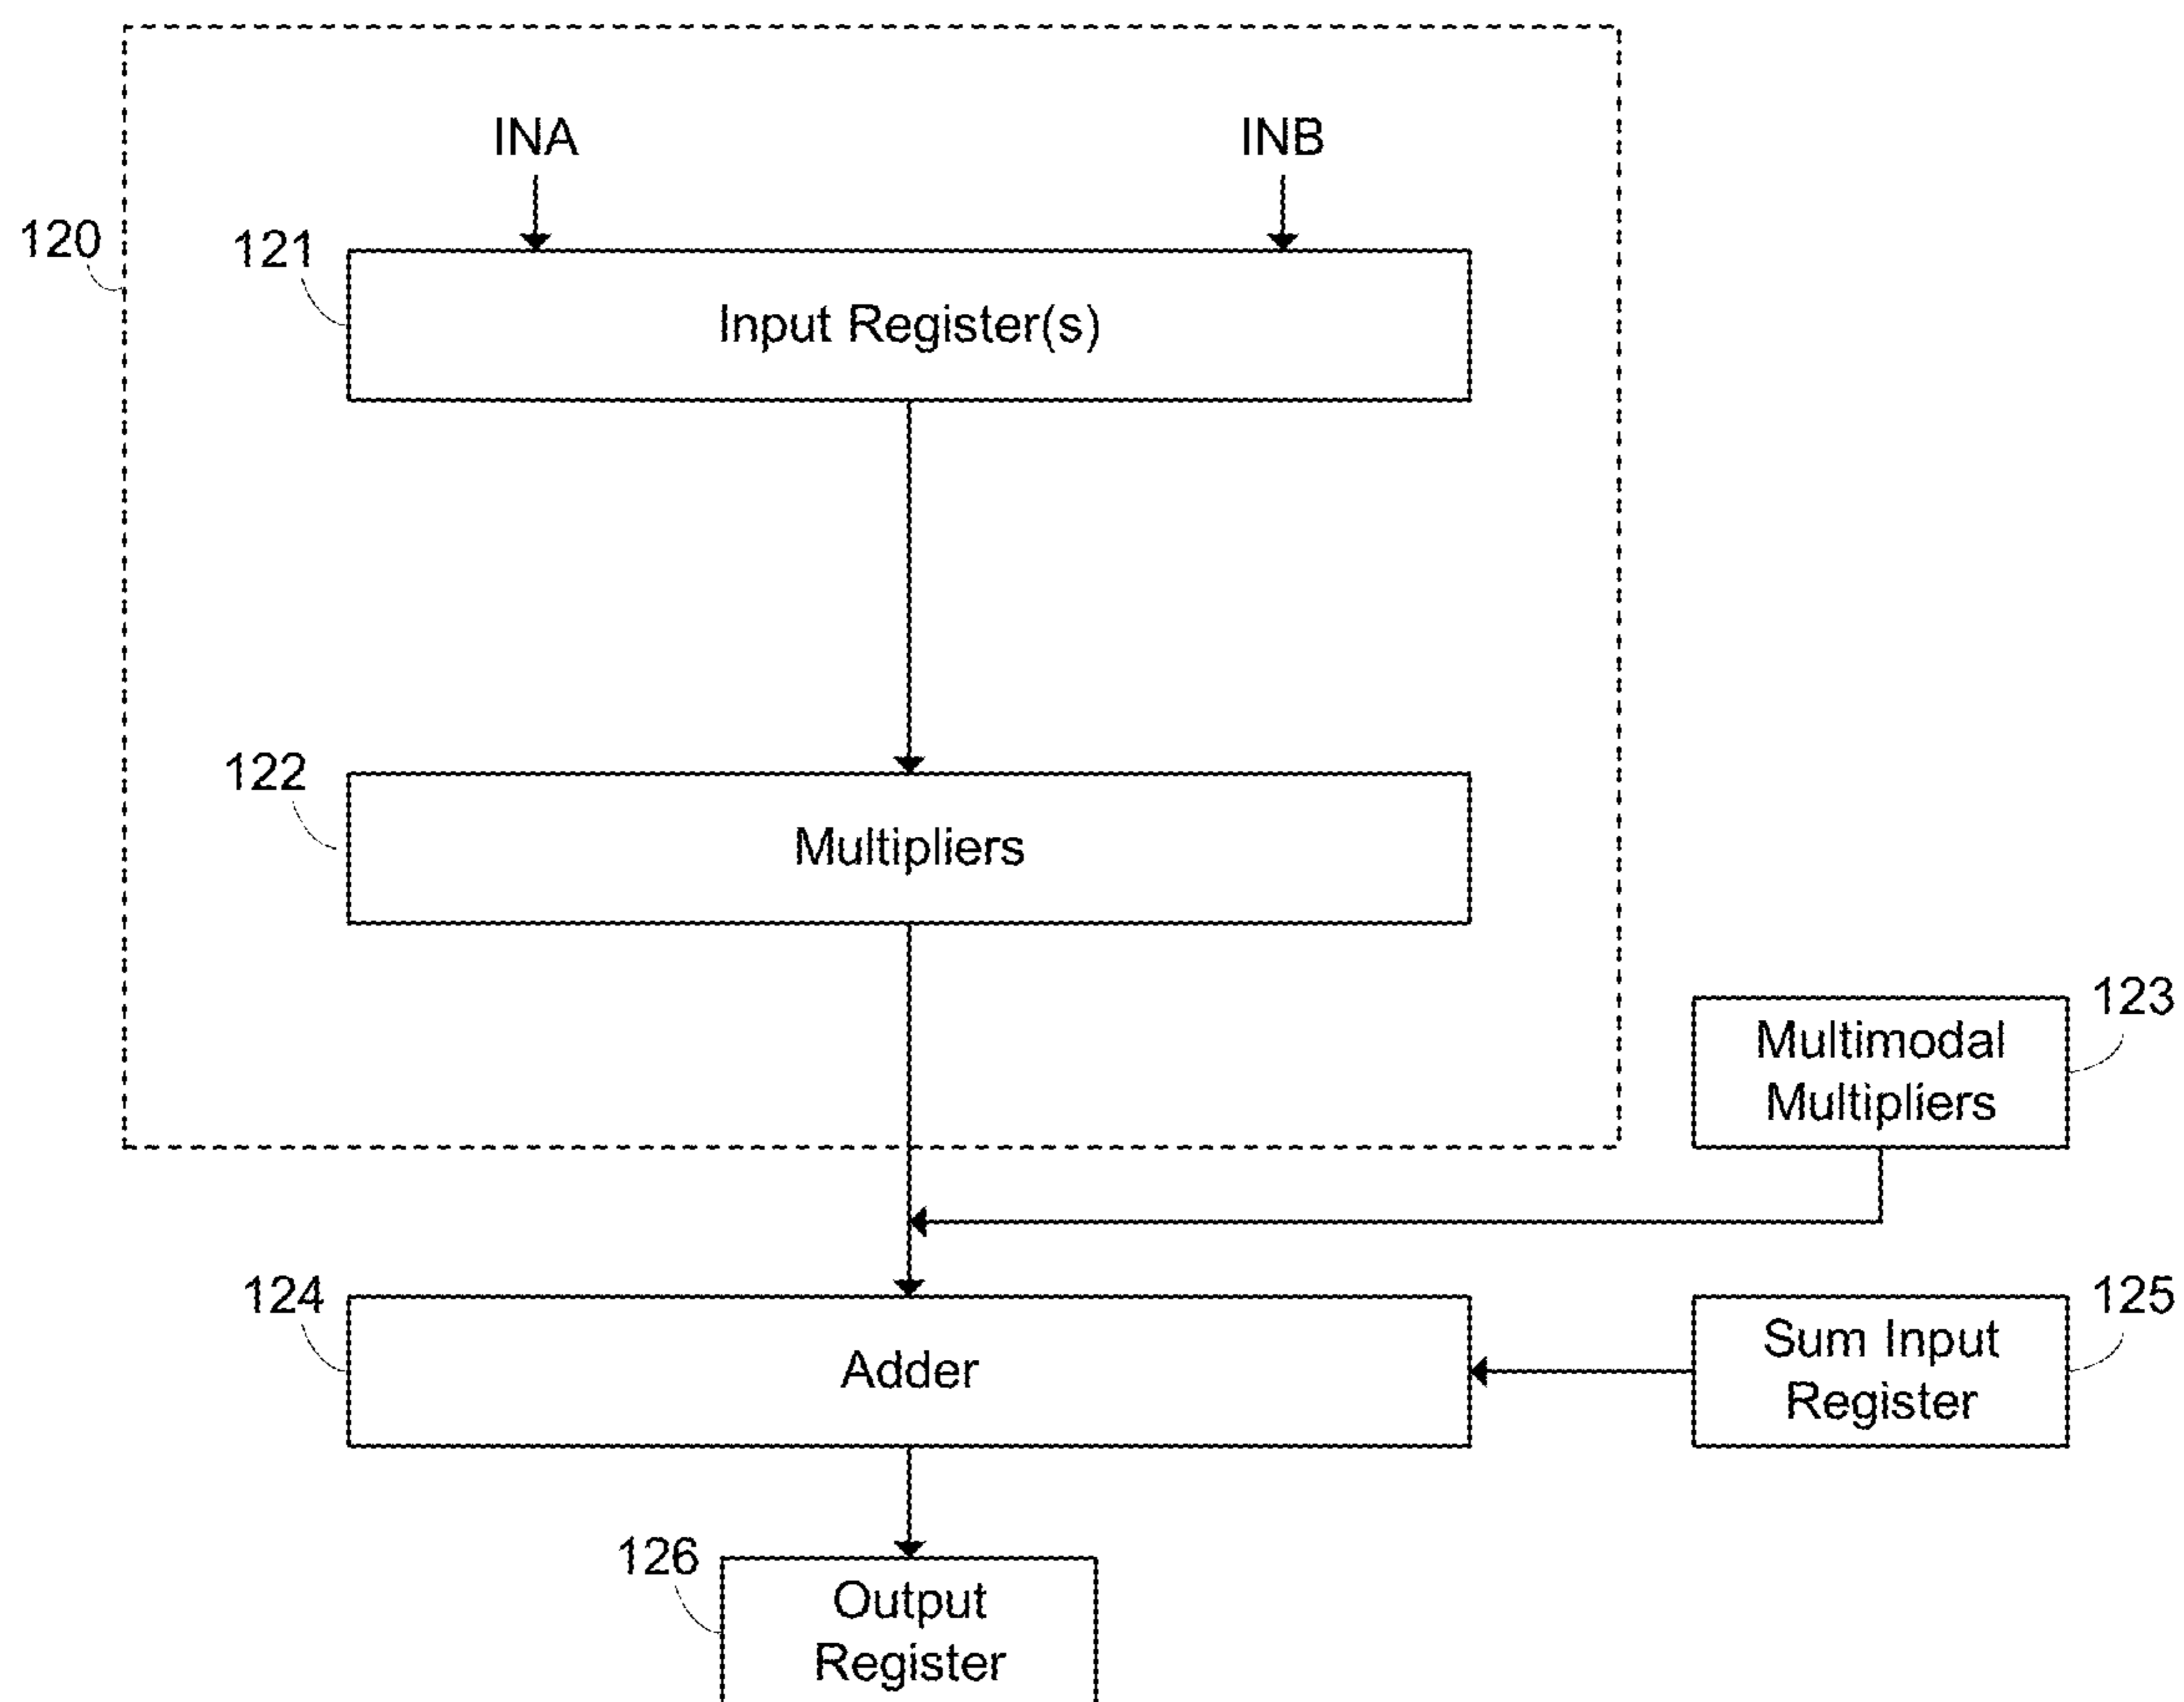 INA
INB
120
121
Input Register(s)
122
Multipliers
123
Multimodal
Multipliers
124
Adder
125
Sum Input
Register
126
Output
Register